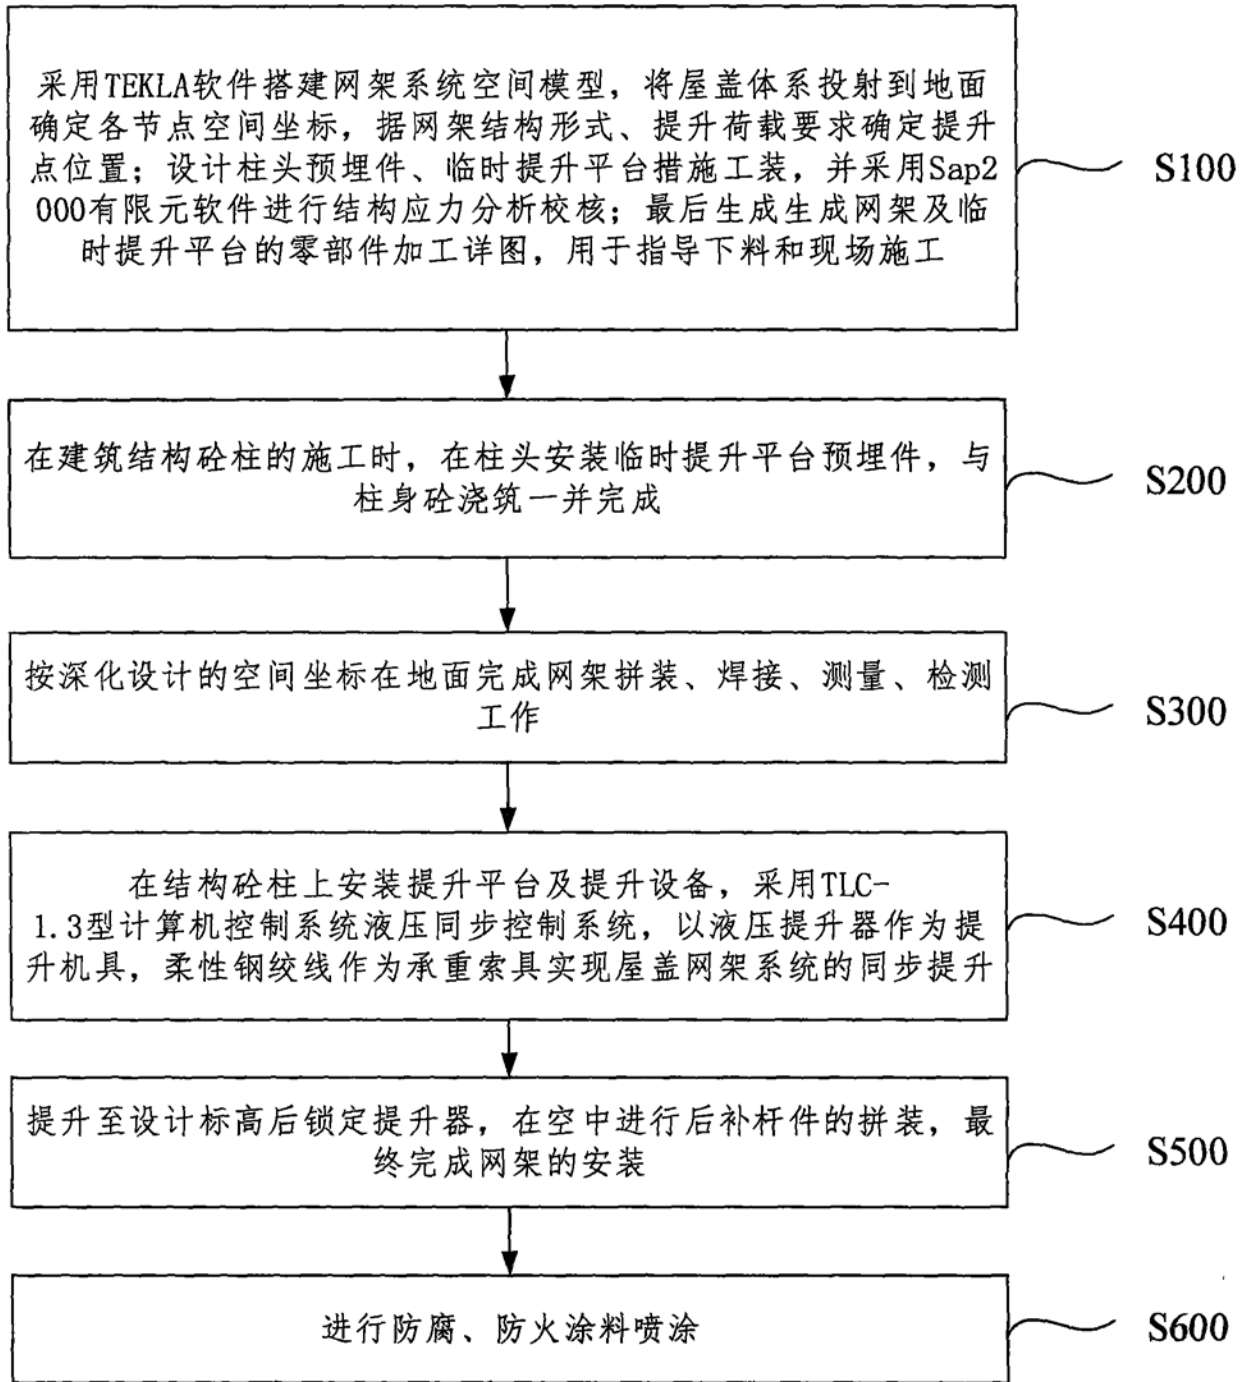 采用TEKLA软件搭建网架系统空间模型，将屋盖体系投射到地面
确定各节点空间坐标，据网架结构形式、提升荷载要求确定提升
点位置；设计柱头预埋件、临时提升平台措施工装，并采用Sap2
000有限元软件进行结构应力分析校核；最后生成生成网架及临
时提升平台的零部件加工详图，用于指导下料和现场施工
S100
在建筑结构砼柱的施工时，在柱头安装临时提升平台预埋件，与
柱身砼浇筑一并完成
S200
按深化设计的空间坐标在地面完成网架拼装、焊接、测量、检测
工作
S300
在结构砼柱上安装提升平台及提升设备，采用TLC-
1.3型计算机控制系统液压同步控制系统，以液压提升器作为提
升机具，柔性钢绞线作为承重索具实现屋盖网架系统的同步提升
S400
提升至设计标高后锁定提升器，在空中进行后补杆件的拼装，最
终完成网架的安装
S500
进行防腐、防火涂料喷涂
S600